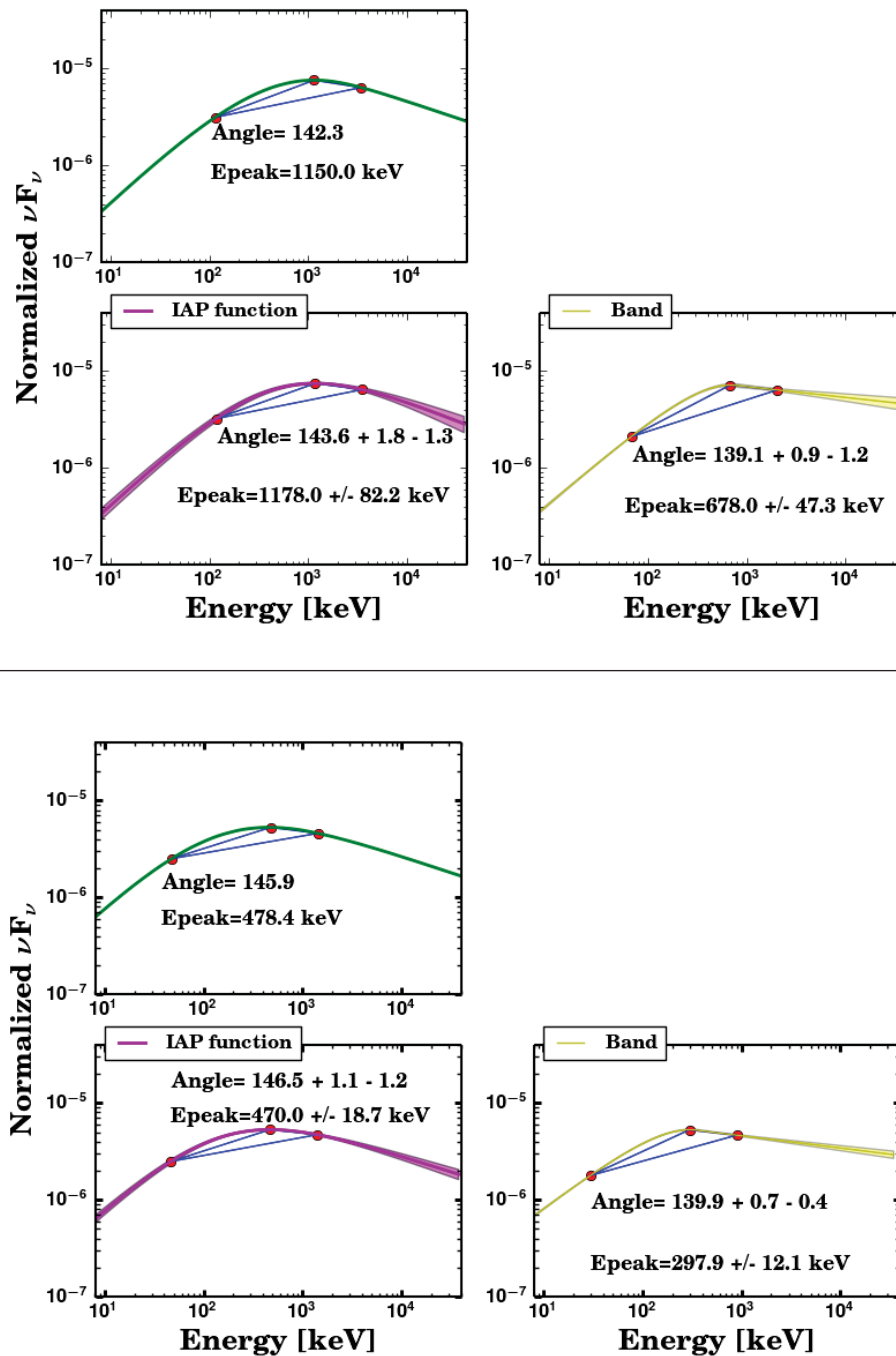 Normalized νFν
10⁻⁵
10⁻⁶
10⁻⁷
Angle= 142.3
Epeak=1150.0 keV
10¹ 10² 10³ 10⁴
IAP function
10⁻⁵
10⁻⁶
10⁻⁷
Angle= 143.6 + 1.8 - 1.3
Epeak=1178.0 +/- 82.2 keV
10¹ 10² 10³ 10⁴
Energy [keV]
Band
10⁻⁵
10⁻⁶
10⁻⁷
Angle= 139.1 + 0.9 - 1.2
Epeak=678.0 +/- 47.3 keV
10¹ 10² 10³ 10⁴
Energy [keV]
Normalized νFν
10⁻⁵
10⁻⁶
10⁻⁷
Angle= 145.9
Epeak=478.4 keV
10¹ 10² 10³ 10⁴
IAP function
Angle= 146.5 + 1.1 - 1.2
Epeak=470.0 +/- 18.7 keV
10⁻⁵
10⁻⁶
10⁻⁷
10¹ 10² 10³ 10⁴
Energy [keV]
Band
10⁻⁵
10⁻⁶
10⁻⁷
Angle= 139.9 + 0.7 - 0.4
Epeak=297.9 +/- 12.1 keV
10¹ 10² 10³ 10⁴
Energy [keV]